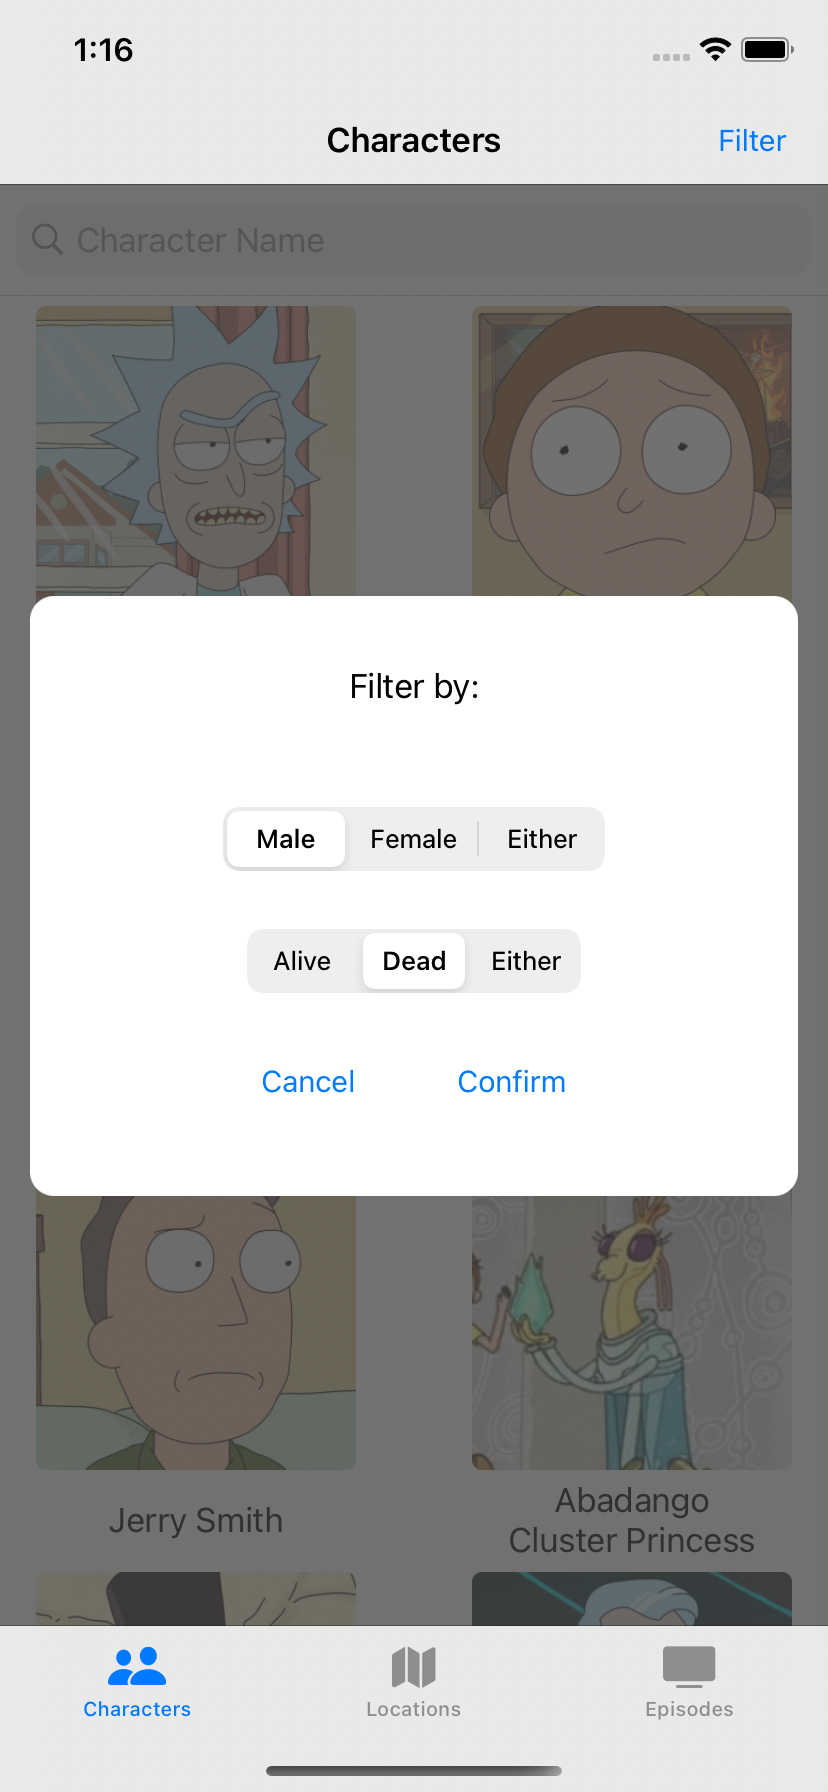 1:16
Characters
Filter
Character Name
Filter by:
Male Female Either
Alive Dead Either
Cancel Confirm
Jerry Smith
Abadango
Cluster Princess
Characters Locations Episodes